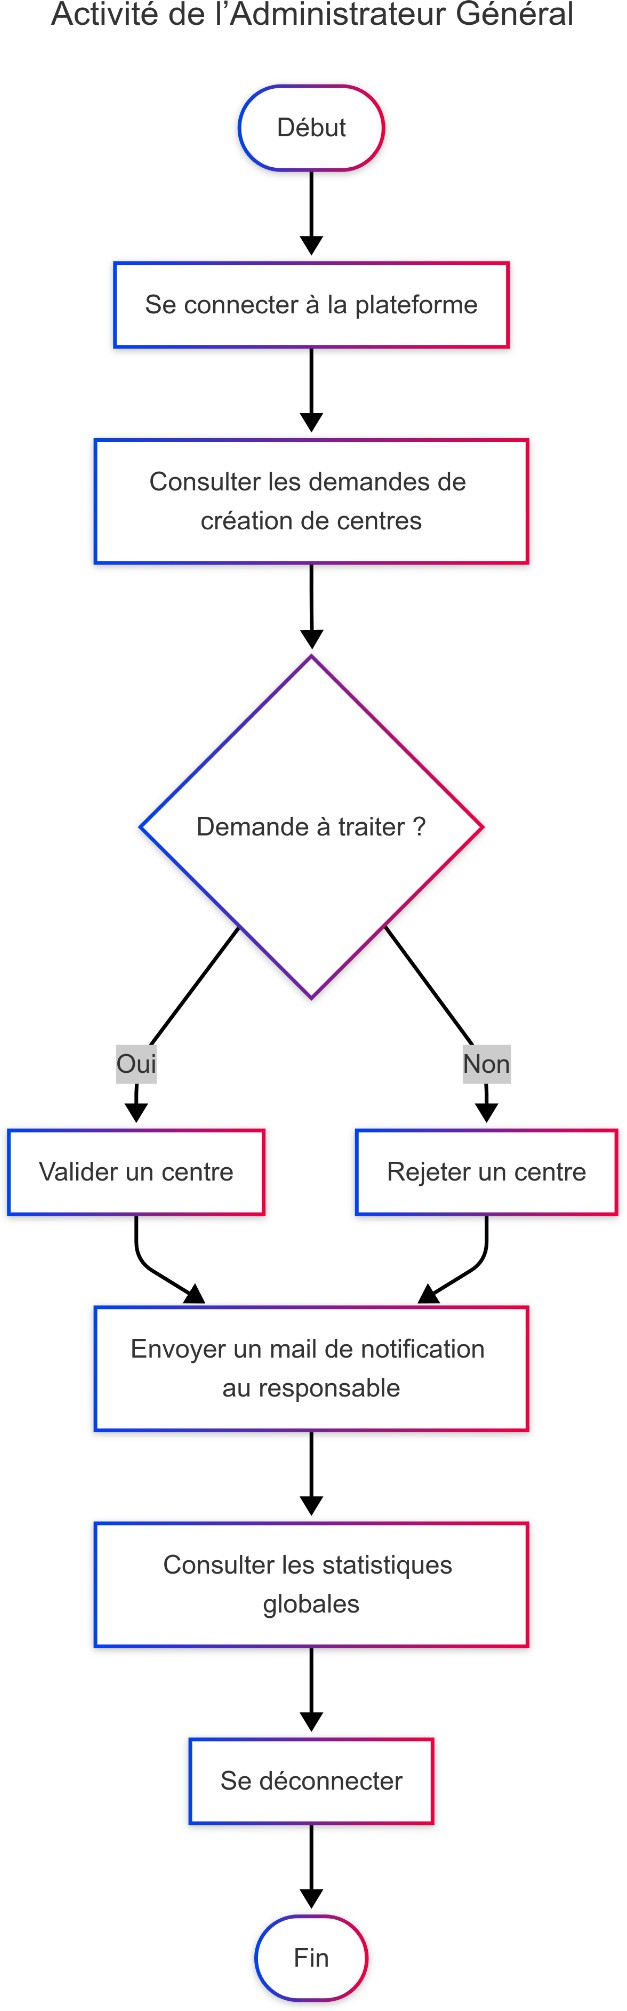 Activité de l’Administrateur Général
Début
Se connecter à la plateforme
Consulter les demandes de
création de centres
Demande à traiter ?
Oui
Non
Valider un centre
Rejeter un centre
Envoyer un mail de notification
au responsable
Consulter les statistiques
globales
Se déconnecter
Fin